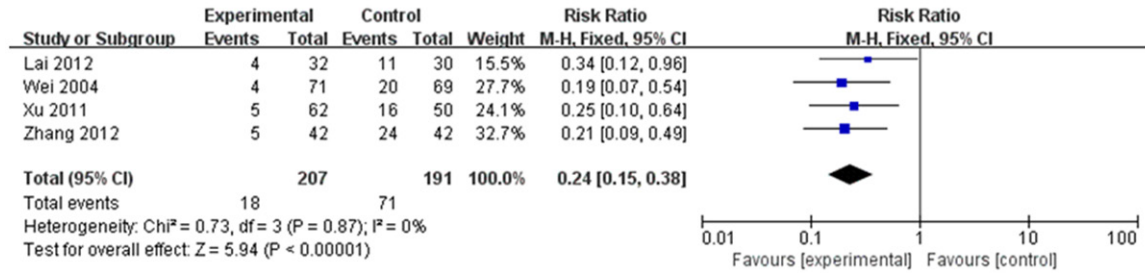 Experimental Control Risk Ratio Risk Ratio
Study or Subgroup Events Total Events Total Weight M-H, Fixed, 95% CI M-H, Fixed, 95% CI
Lai 2012 4 32 11 30 15.5% 0.34 [0.12, 0.96]
Wei 2004 4 71 20 69 27.7% 0.19 [0.07, 0.54]
Xu 2011 5 62 16 50 24.1% 0.25 [0.10, 0.64]
Zhang 2012 5 42 24 42 32.7% 0.21 [0.09, 0.49]
Total (95% CI) 207 191 100.0% 0.24 [0.15, 0.38]
Total events 18 71
Heterogeneity: Chi² = 0.73, df = 3 (P = 0.87); I² = 0%
Test for overall effect: Z = 5.94 (P < 0.00001)
0.01 0.1 1 10 100
Favours [experimental] Favours [control]